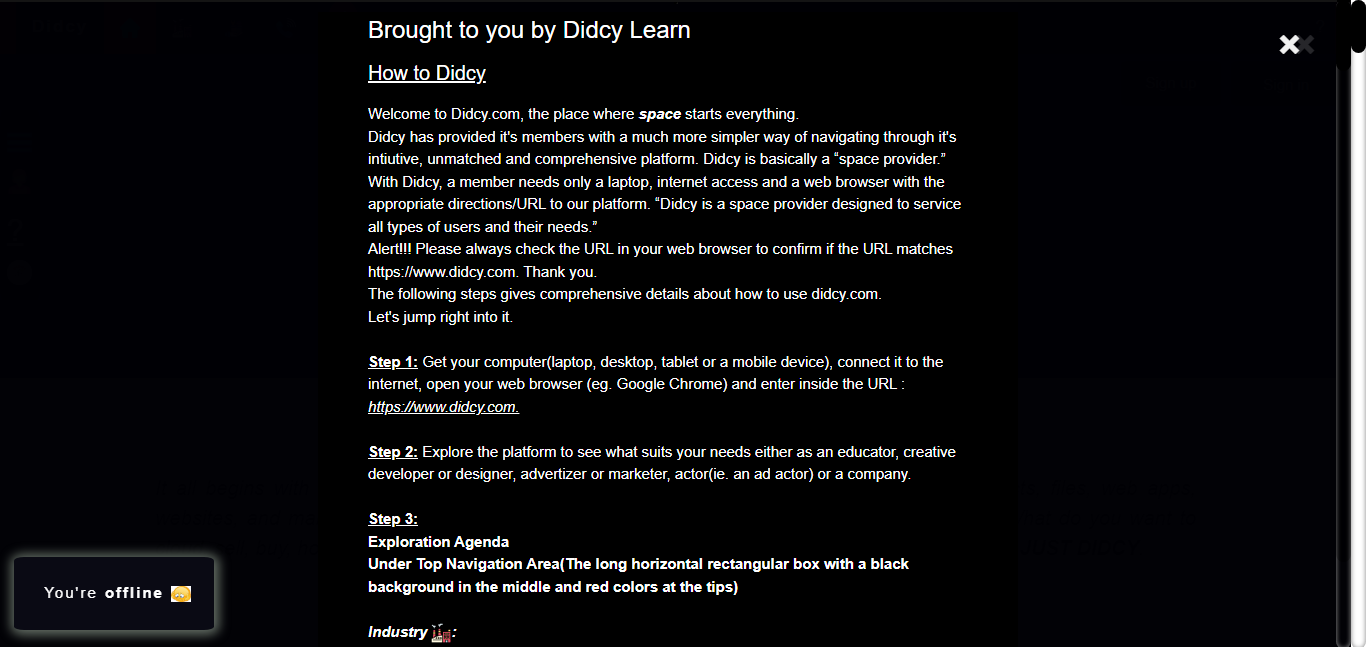 Brought to you by Didcy Learn
How to Didcy
Welcome to Didcy.com, the place where space starts everything.
Didcy has provided it's members with a much more simpler way of navigating through it's
intiutive, unmatched and comprehensive platform. Didcy is basically a “space provider.”
With Didcy, a member needs only a laptop, internet access and a web browser with the
appropriate directions/URL to our platform. “Didcy is a space provider designed to service
all types of users and their needs.”
Alert!!! Please always check the URL in your web browser to confirm if the URL matches
https://www.didcy.com. Thank you.
The following steps gives comprehensive details about how to use didcy.com.
Let's jump right into it.
Step 1: Get your computer(laptop, desktop, tablet or a mobile device), connect it to the
internet, open your web browser (eg. Google Chrome) and enter inside the URL :
https://www.didcy.com.
Step 2: Explore the platform to see what suits your needs either as an educator, creative
developer or designer, advertizer or marketer, actor(ie. an ad actor) or a company.
Step 3:
Exploration Agenda
Under Top Navigation Area(The long horizontal rectangular box with a black
background in the middle and red colors at the tips)
Industry 🏭:
You're offline 😞